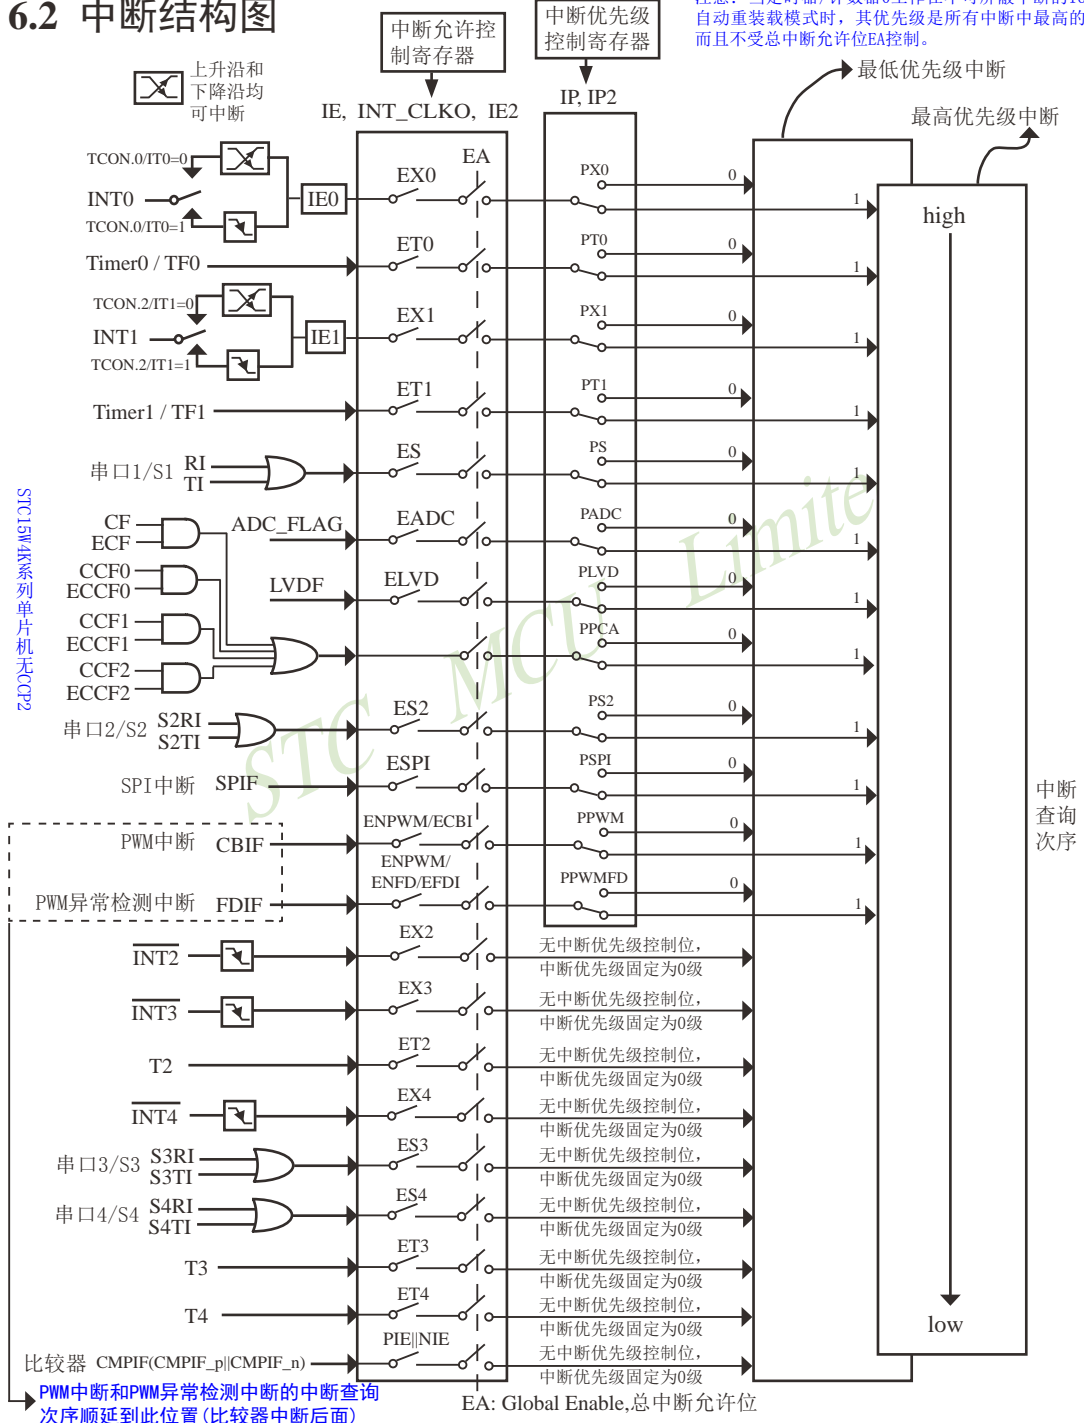 6.2 中断结构图
自动重装载模式时，其优先级是所有中断中最高的
而且不受总中断允许位EA控制。
中断允许控
制寄存器
中断优先级
控制寄存器
上升沿和
下降沿均
可中断
IE, INT_CLKO, IE2
IP, IP2
最低优先级中断
最高优先级中断
TCON.0/IT0=0
INT0
TCON.0/IT0=1
IE0
EX0
EA
PX0
0
1
high
Timer0 / TF0
ET0
PT0
0
1
TCON.2/IT1=0
INT1
TCON.2/IT1=1
IE1
EX1
PX1
0
1
Timer1 / TF1
ET1
PT1
0
1
串口1/S1
RI
TI
ES
PS
0
1
STC15W4K系列单片机无CCP2
CF
ECF
ADC_FLAG
EADC
PADC
0
1
CCF0
ECCF0
LVDF
ELVD
PLVD
0
1
CCF1
ECCF1
CCF2
ECCF2
PPCA
0
1
串口2/S2
S2RI
S2TI
ES2
PS2
0
1
SPI中断 SPIF
ESPI
PSPI
0
1
中断
查询
次序
PWM中断 CBIF
ENPWM/ECBI
PPWM
0
1
PWM异常检测中断 FDIF
ENPWM/
ENFD/EFDI
PPWMFD
0
1
INT2
EX2
无中断优先级控制位，
中断优先级固定为0级
INT3
EX3
无中断优先级控制位，
中断优先级固定为0级
T2
ET2
无中断优先级控制位，
中断优先级固定为0级
INT4
EX4
无中断优先级控制位，
中断优先级固定为0级
串口3/S3
S3RI
S3TI
ES3
无中断优先级控制位，
中断优先级固定为0级
串口4/S4
S4RI
S4TI
ES4
无中断优先级控制位，
中断优先级固定为0级
T3
ET3
无中断优先级控制位，
中断优先级固定为0级
T4
ET4
无中断优先级控制位，
中断优先级固定为0级
low
比较器 CMPIF(CMPIF_p||CMPIF_n)
PIE||NIE
无中断优先级控制位，
中断优先级固定为0级
PWM中断和PWM异常检测中断的中断查询
次序顺延到此位置(比较器中断后面)
EA: Global Enable,总中断允许位
STC MCU Limite